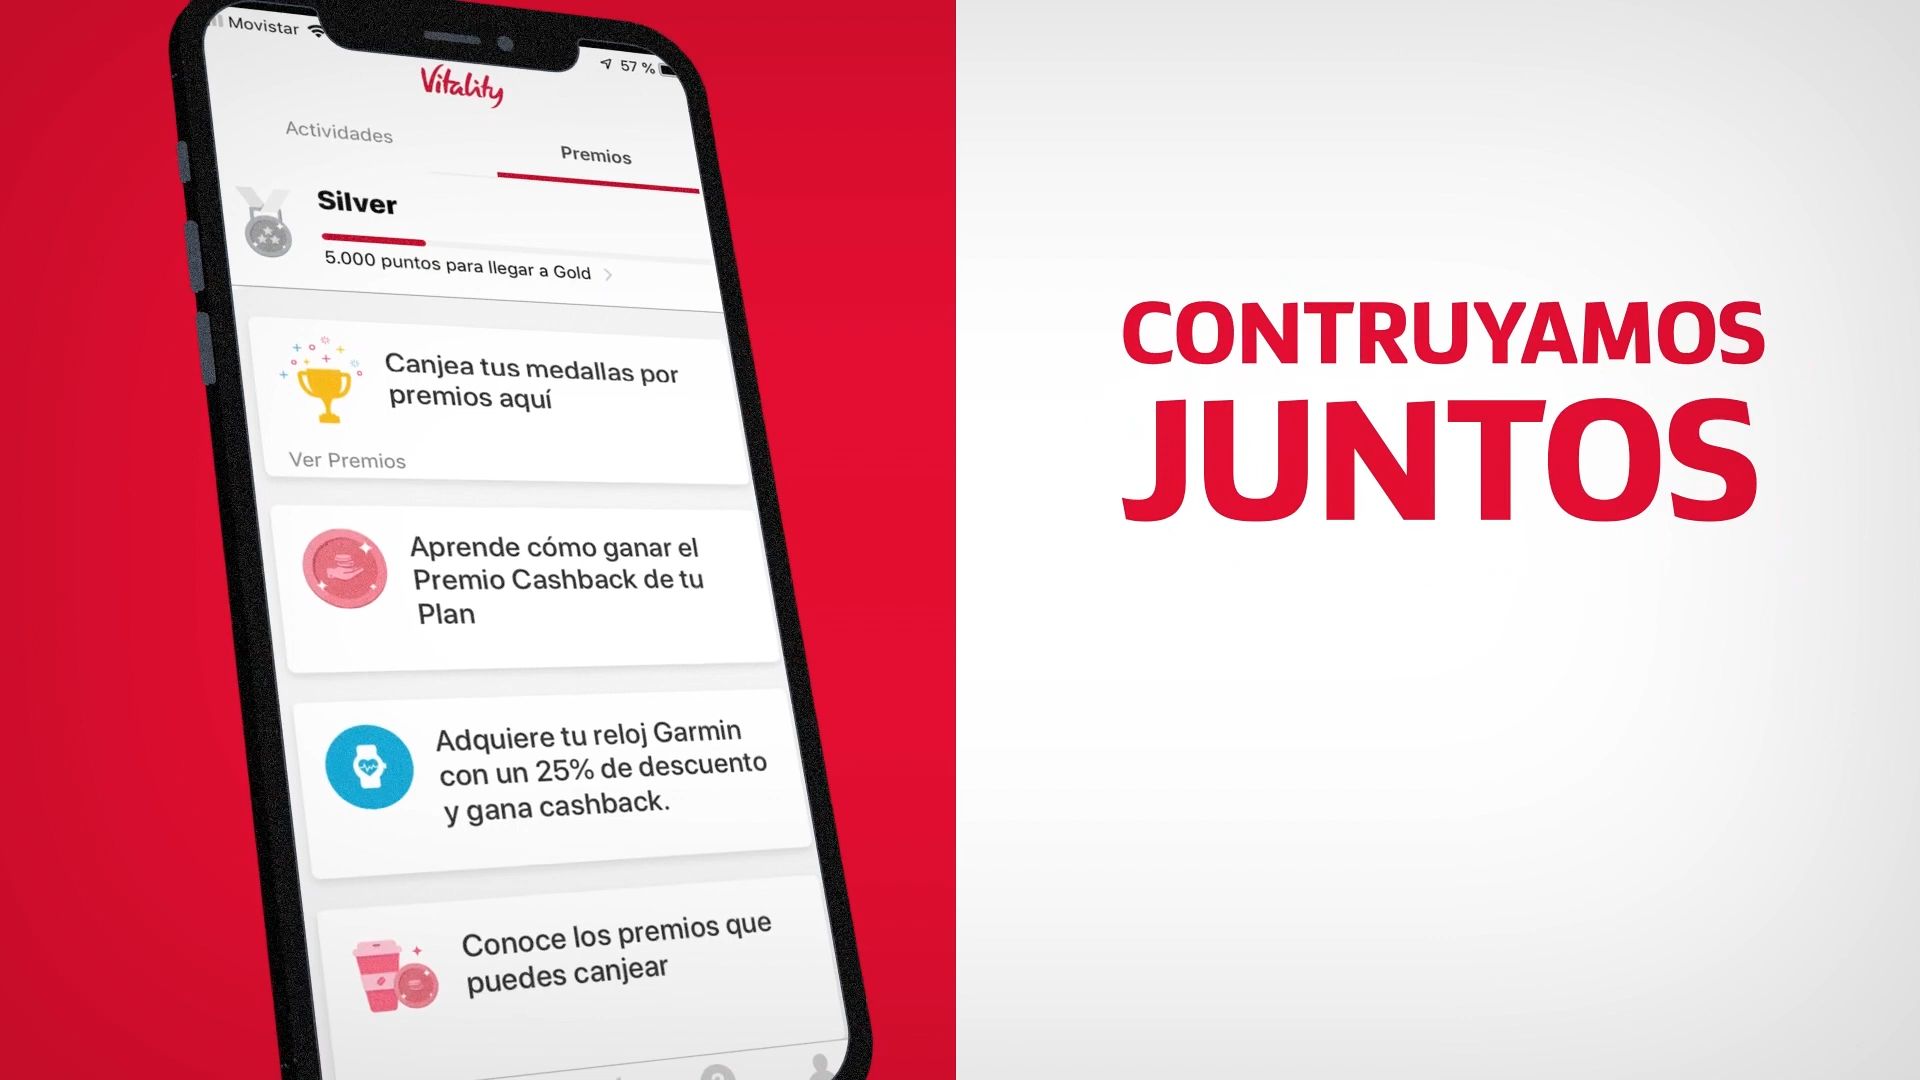 Movistar
57 %
Vitality
Actividades
Premios
Silver
5.000 puntos para llegar a Gold
Canjea tus medallas por
premios aquí
Ver Premios
Aprende cómo ganar el
Premio Cashback de tu
Plan
Adquiere tu reloj Garmin
con un 25% de descuento
y gana cashback.
Conoce los premios que
puedes canjear
CONTRUYAMOS
JUNTOS